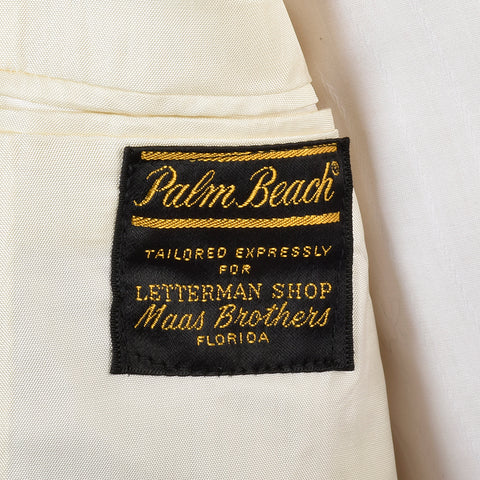 Palm Beach®
TAILORED EXPRESSLY
FOR
LETTERMAN SHOP
Maas Brothers
FLORIDA